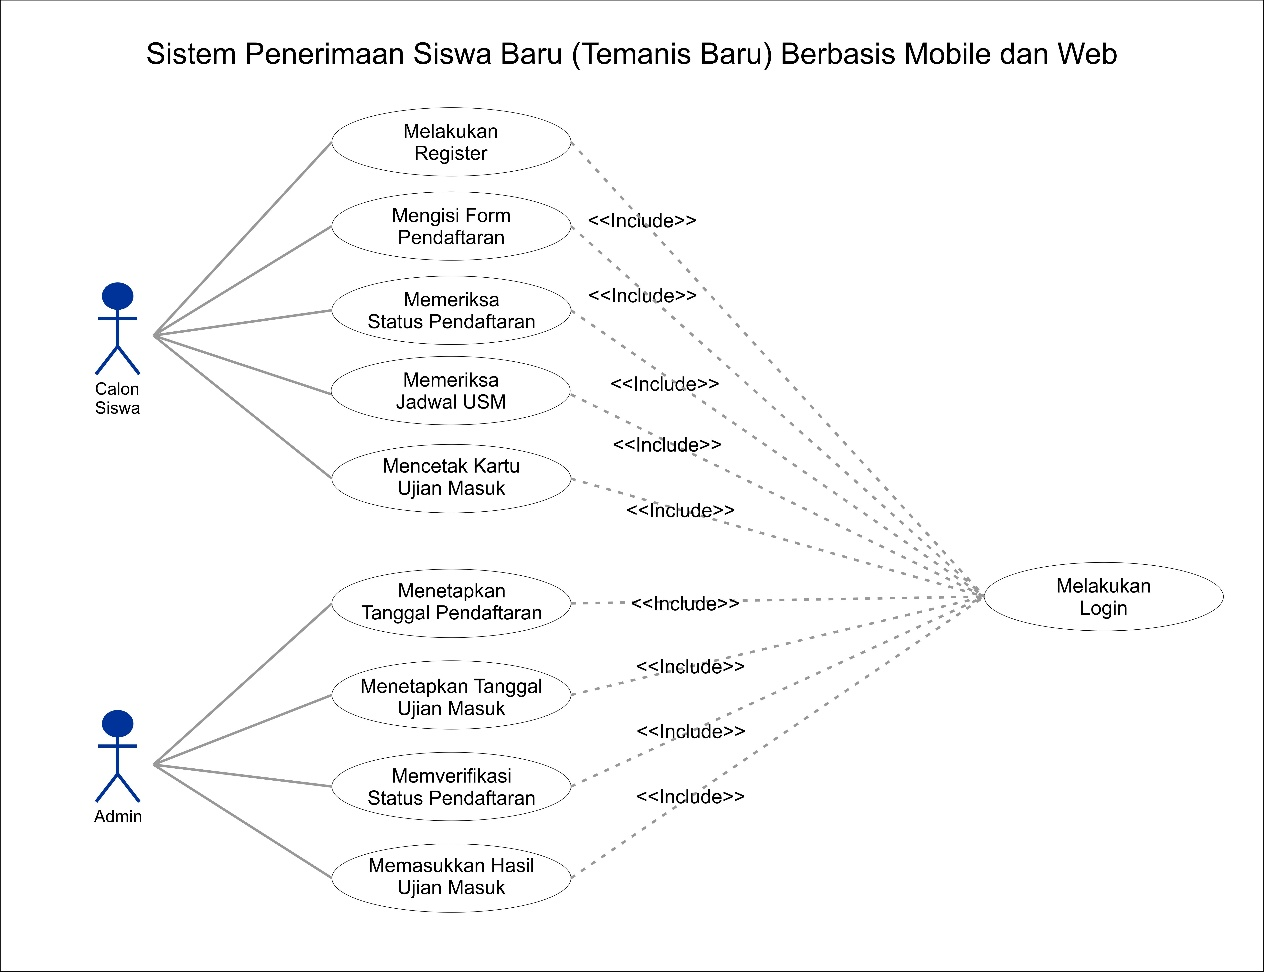 Sistem Penerimaan Siswa Baru (Temanis Baru) Berbasis Mobile dan Web
Melakukan
Register
Mengisi Form
Pendaftaran
<<Include>>
Memeriksa
Status Pendaftaran
<<Include>>
Calon
Siswa
Memeriksa
Jadwal USM
<<Include>>
<<Include>>
Mencetak Kartu
Ujian Masuk
<<Include>>
Menetapkan
Tanggal Pendaftaran
<<Include>>
Melakukan
Login
Menetapkan Tanggal
Ujian Masuk
<<Include>>
<<Include>>
Memverifikasi
Status Pendaftaran
<<Include>>
Admin
Memasukkan Hasil
Ujian Masuk